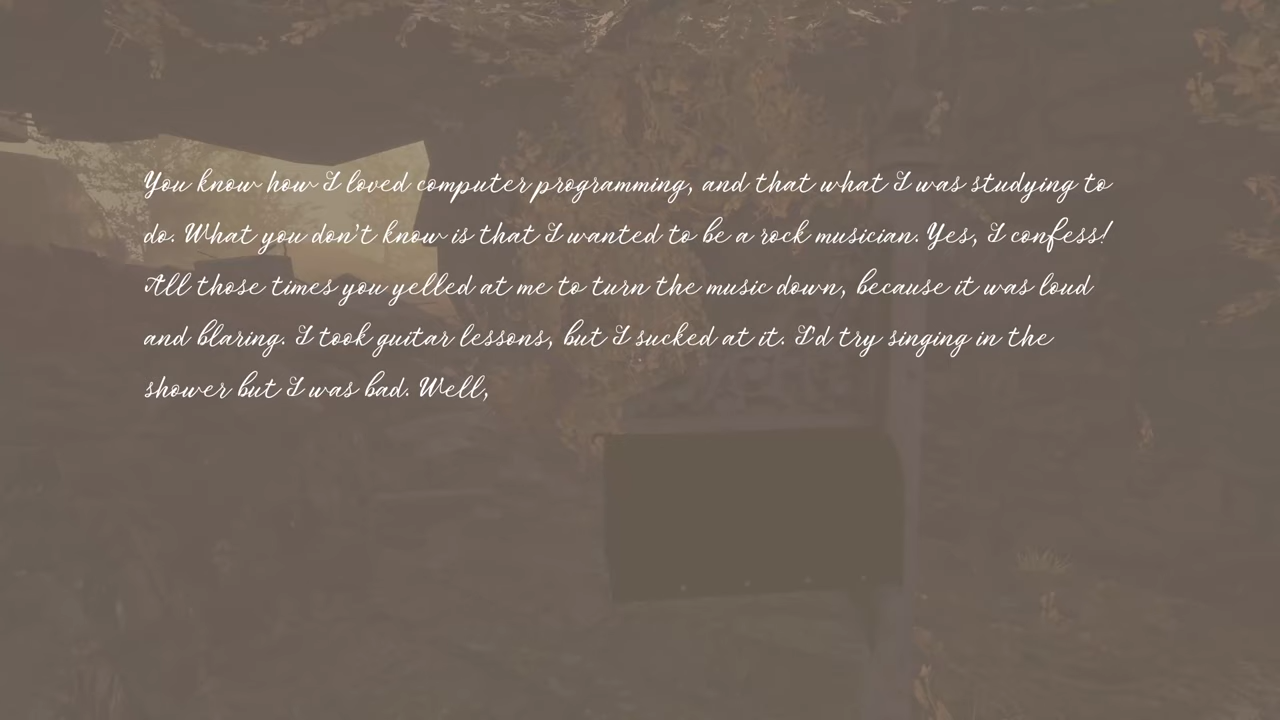 You know how I loved computer programming, and that what I was studying to
do. What you don't know is that I wanted to be a rock musician. Yes, I confess!
All those times you yelled at me to turn the music down, because it was loud
and blaring. I took guitar lessons, but I sucked at it. I'd try singing in the
shower but I was bad. Well,